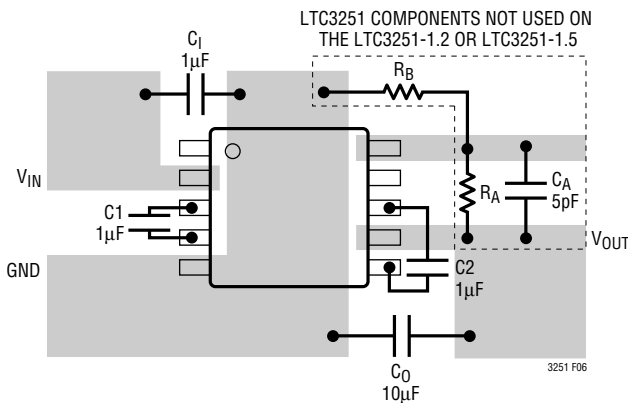 LTC3251 COMPONENTS NOT USED ON
THE LTC3251-1.2 OR LTC3251-1.5
CI
1µF
RB
VIN
C1
1µF
RA
CA
5pF
VOUT
GND
C2
1µF
CO
10µF
3251 F06